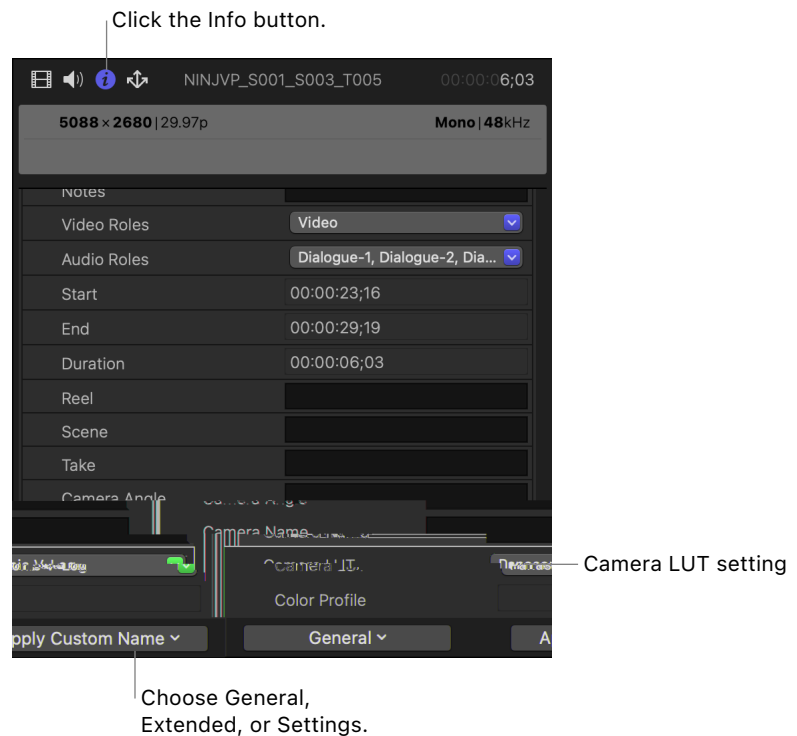 Click the Info button.
NINJVP_S001_S003_T005 00:00:06;03
5088 × 2680 | 29.97p Mono | 48kHz
Notes
Video Roles Video
Audio Roles Dialogue-1, Dialogue-2, Dia...
Start 00:00:23;16
End 00:00:29;19
Duration 00:00:06;03
Reel
Scene
Take
Camera Angle
Camera Name
Camera LUT setting
Color Profile
pply Custom Name General A
Choose General,
Extended, or Settings.